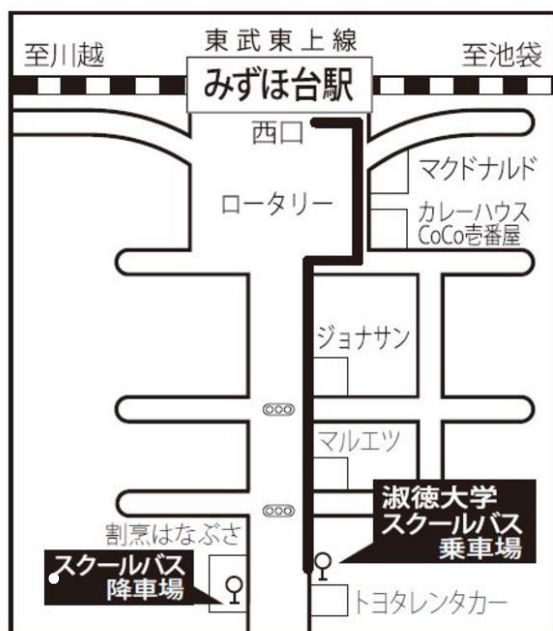 東武東上線
至川越
至池袋
みずほ台駅
西口
マクドナルド
ロータリー
カレーハウス
CoCo壱番屋
ジョナサン
マルエツ
淑徳大学
スクールバス
乗車場
割烹はなぶさ
スクールバス
降車場
トヨタレンタカー